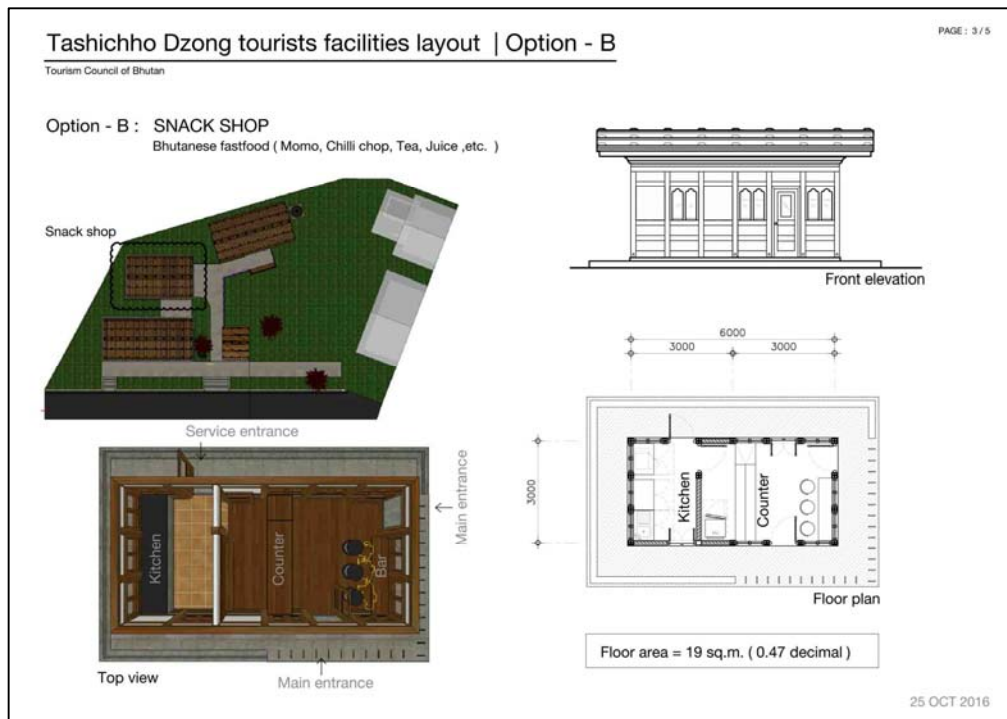 Tashichho Dzong tourists facilities layout | Option - B
PAGE : 3 / 5
Tourism Council of Bhutan
Option - B : SNACK SHOP
Bhutanese fastfood ( Momo, Chilli chop, Tea, Juice ,etc. )
Snack shop
Front elevation
6000
3000 3000
3000
Kitchen
Counter
Floor plan
Service entrance
Main entrance
Kitchen
Counter
Bar
Top view
Main entrance
Floor area = 19 sq.m. ( 0.47 decimal )
25 OCT 2016